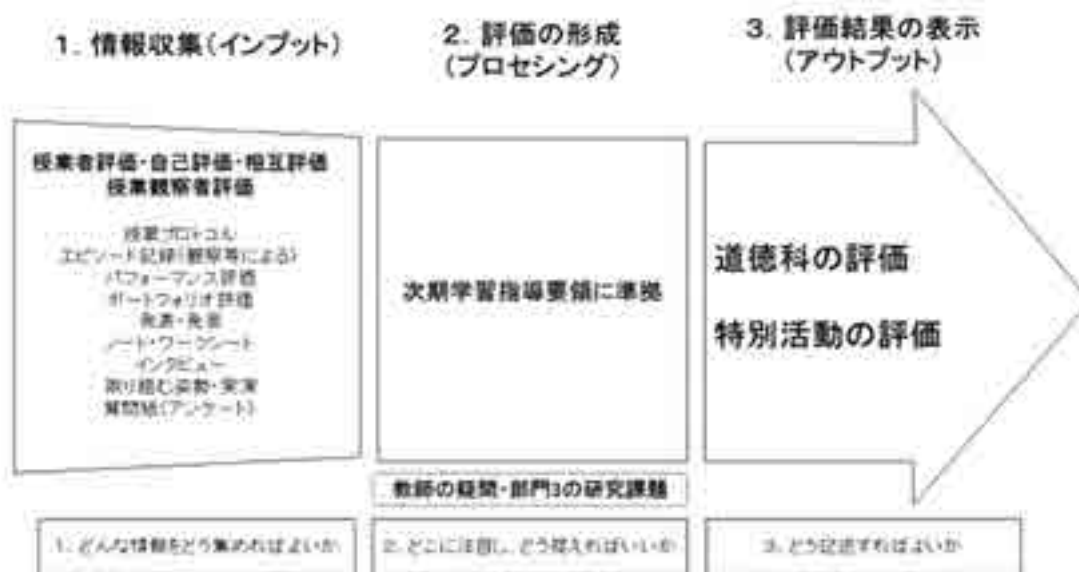 1. 情報収集(インプット)
2. 評価の形成
(プロセシング)
3. 評価結果の表示
(アウトプット)
授業者評価・自己評価・相互評価
授業観察者評価
授業プロトコル
エピソード記録(観察等による)
パフォーマンス評価
ポートフォリオ評価
発表・発言
ノート・ワークシート
インタビュー
取り組む姿勢・実演
質問紙(アンケート)
次期学習指導要領に準拠
道徳科の評価
特別活動の評価
教師の疑問・部門3の研究課題
1. どんな情報をどう集めればよいか
2. どこに注目し、どう捉えればいいか
3. どう記述すればよいか